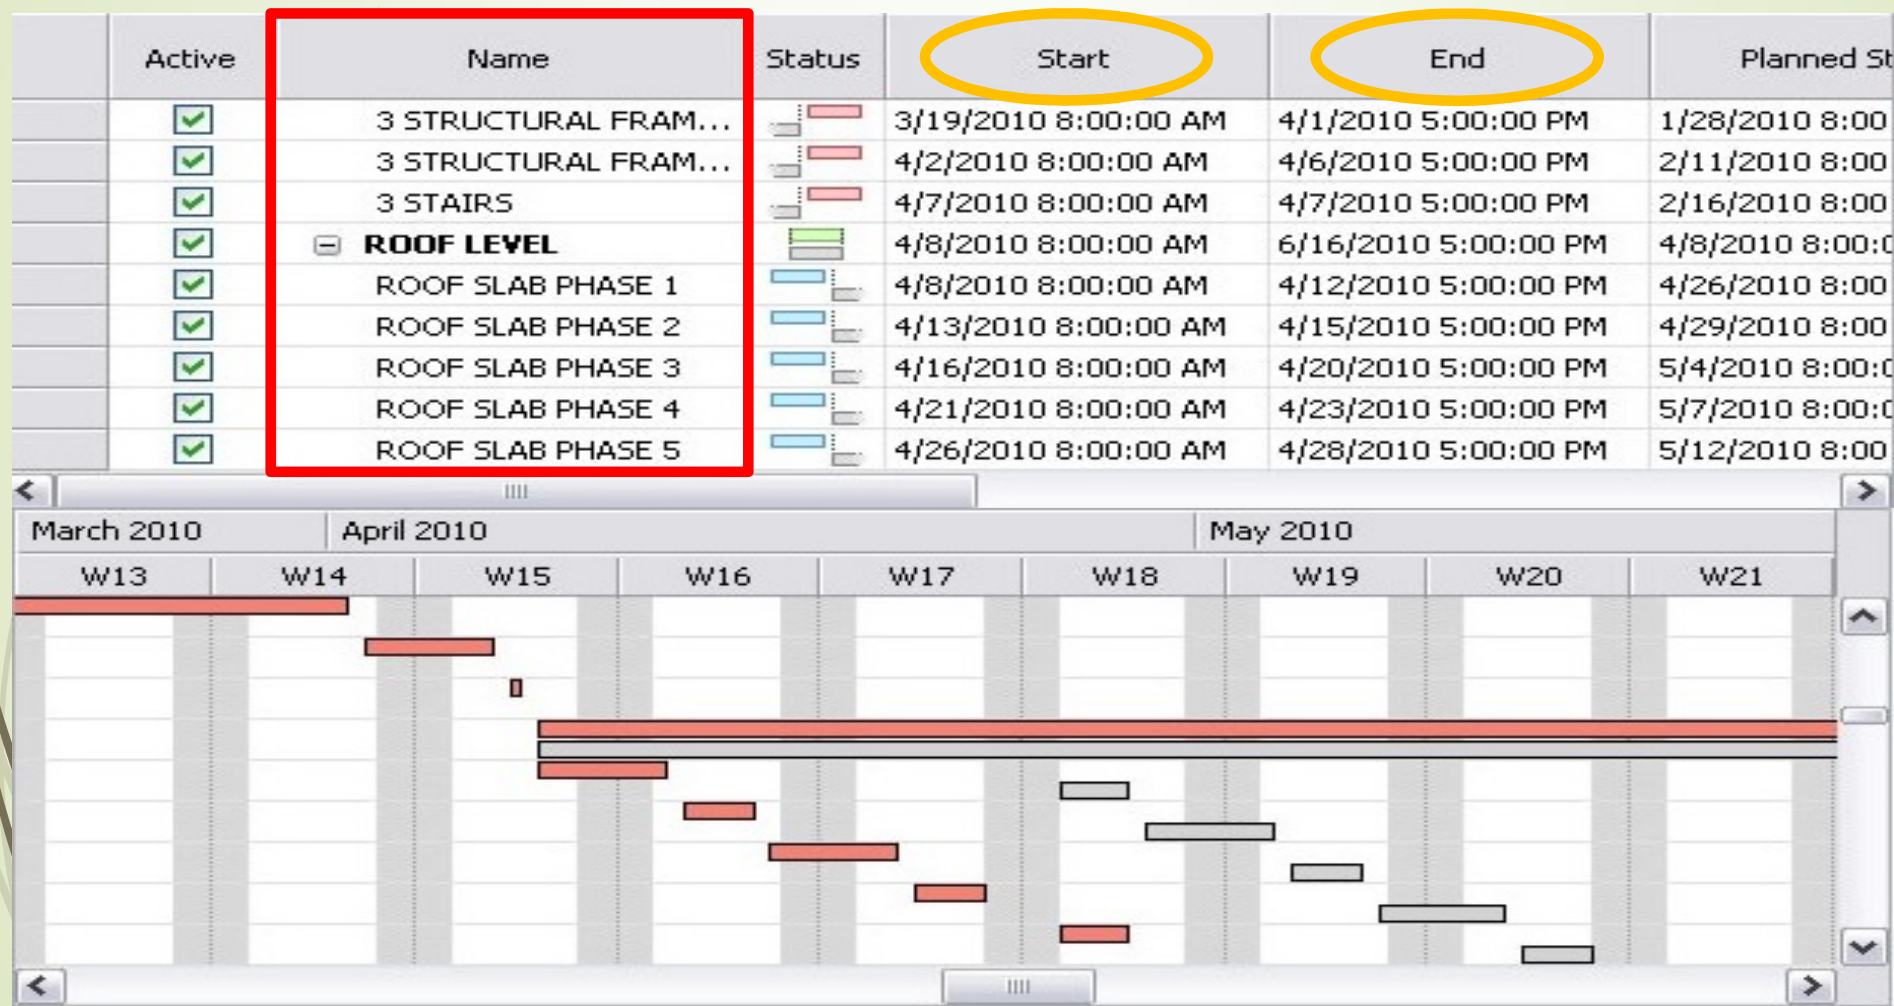 Active Name Status Start End Planned St
3 STRUCTURAL FRAM... 3/19/2010 8:00:00 AM 4/1/2010 5:00:00 PM 1/28/2010 8:00
3 STRUCTURAL FRAM... 4/2/2010 8:00:00 AM 4/6/2010 5:00:00 PM 2/11/2010 8:00
3 STAIRS 4/7/2010 8:00:00 AM 4/7/2010 5:00:00 PM 2/16/2010 8:00
ROOF LEVEL 4/8/2010 8:00:00 AM 6/16/2010 5:00:00 PM 4/8/2010 8:00:0
ROOF SLAB PHASE 1 4/8/2010 8:00:00 AM 4/12/2010 5:00:00 PM 4/26/2010 8:00
ROOF SLAB PHASE 2 4/13/2010 8:00:00 AM 4/15/2010 5:00:00 PM 4/29/2010 8:00
ROOF SLAB PHASE 3 4/16/2010 8:00:00 AM 4/20/2010 5:00:00 PM 5/4/2010 8:00:0
ROOF SLAB PHASE 4 4/21/2010 8:00:00 AM 4/23/2010 5:00:00 PM 5/7/2010 8:00:0
ROOF SLAB PHASE 5 4/26/2010 8:00:00 AM 4/28/2010 5:00:00 PM 5/12/2010 8:00
March 2010 April 2010 May 2010
W13 W14 W15 W16 W17 W18 W19 W20 W21